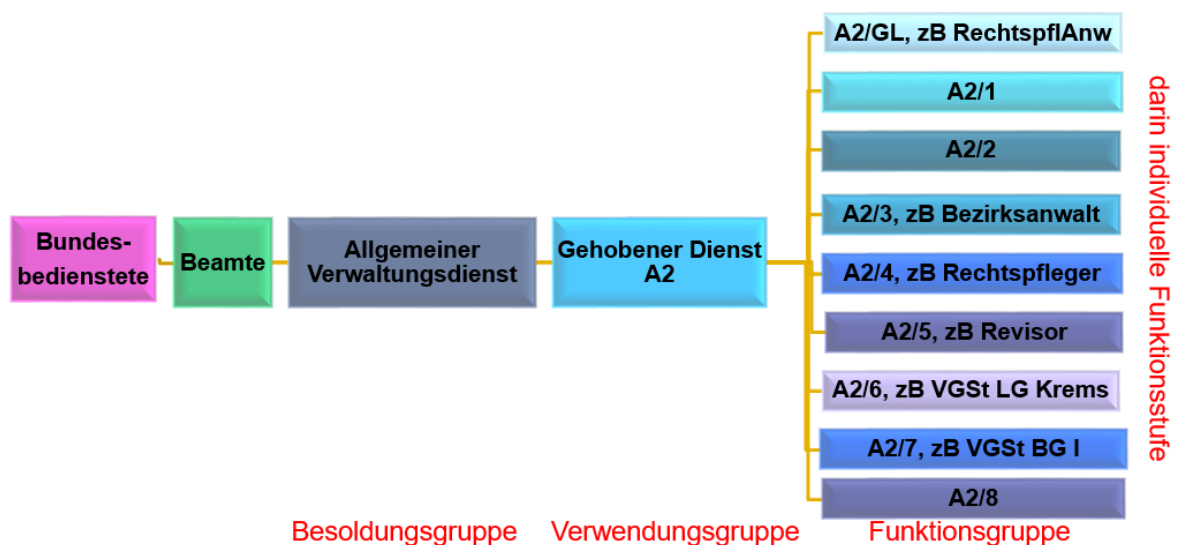 Bundes-
bedienstete
Beamte
Allgemeiner
Verwaltungsdienst
Gehobener Dienst
A2
A2/GL, zB RechtspflAnw
A2/1
A2/2
A2/3, zB Bezirksanwalt
A2/4, zB Rechtspfleger
A2/5, zB Revisor
A2/6, zB VGSt LG Krems
A2/7, zB VGSt BG I
A2/8
darin individuelle Funktionsstufe
Besoldungsgruppe
Verwendungsgruppe
Funktionsgruppe